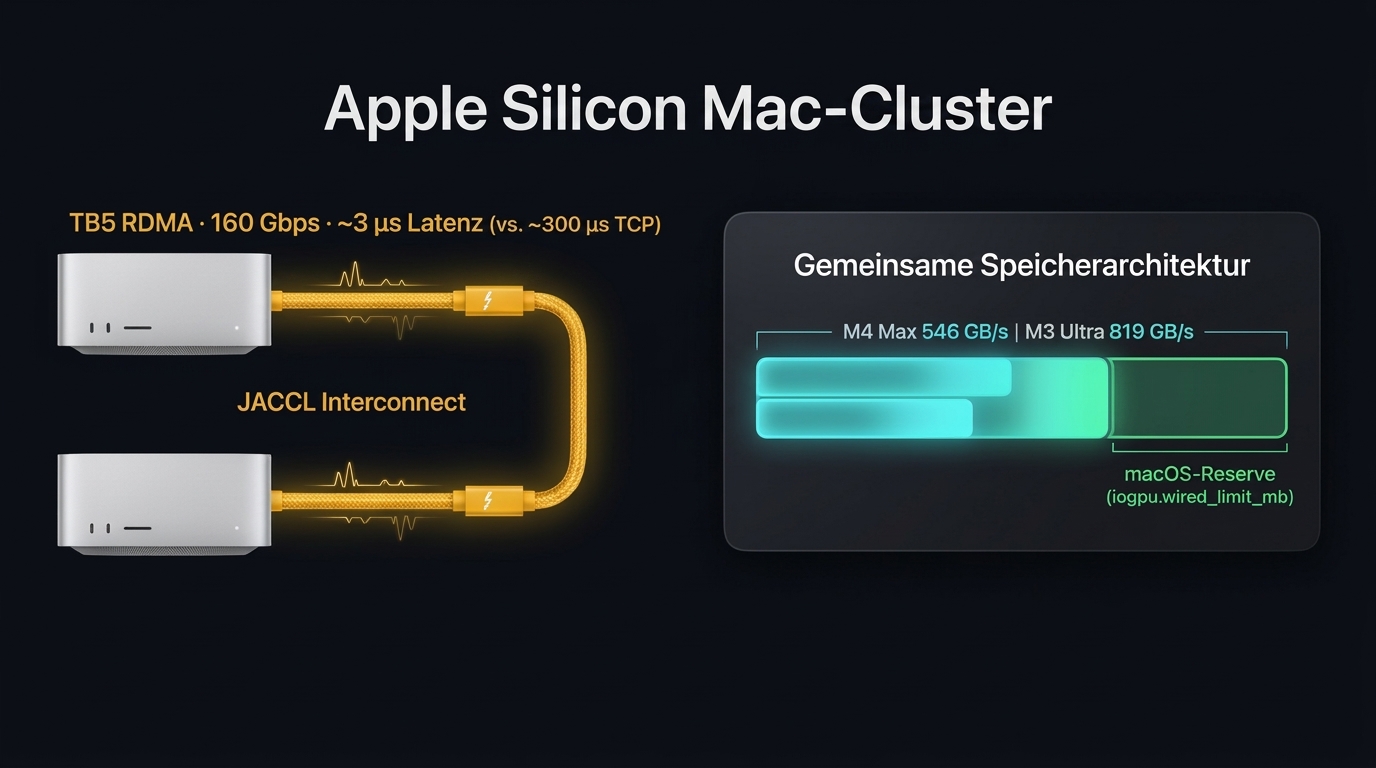 Apple Silicon Mac-Cluster
TB5 RDMA · 160 Gbps · ~3 µs Latenz (vs. ~300 µs TCP)
JACCL Interconnect
Gemeinsame Speicherarchitektur
M4 Max 546 GB/s | M3 Ultra 819 GB/s
macOS-Reserve
(iogpu.wired_limit_mb)